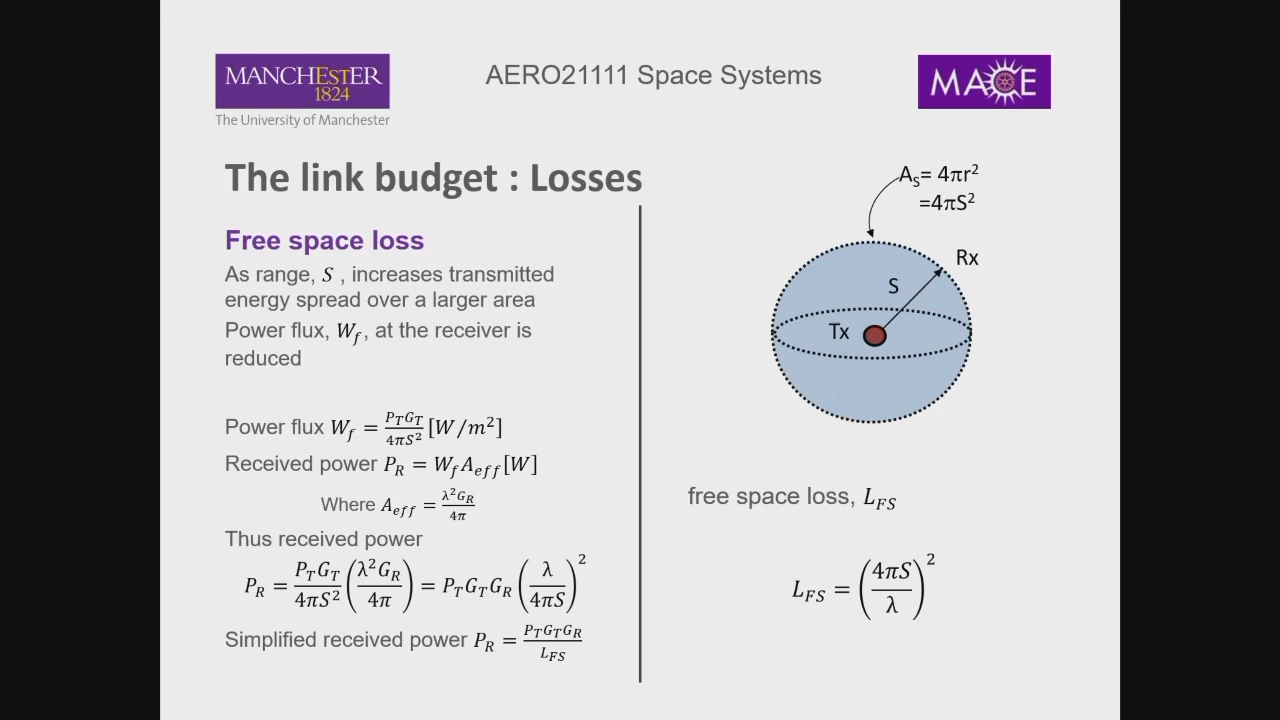 MANCHESTER
1824
The University of Manchester
AERO21111 Space Systems
MACE
The link budget : Losses
Free space loss
As range, S , increases transmitted
energy spread over a larger area
Power flux, W_f, at the receiver is
reduced
Power flux W_f = P_T G_T / 4πS² [W/m²]
Received power P_R = W_f A_eff [W]
Where A_eff = λ² G_R / 4π
Thus received power
P_R = P_T G_T / 4πS² (λ² G_R / 4π) = P_T G_T G_R (λ / 4πS)²
Simplified received power P_R = P_T G_T G_R / L_FS
A_S= 4πr²
=4πS²
Rx
S
Tx
free space loss, L_FS
L_FS = (4πS / λ)²